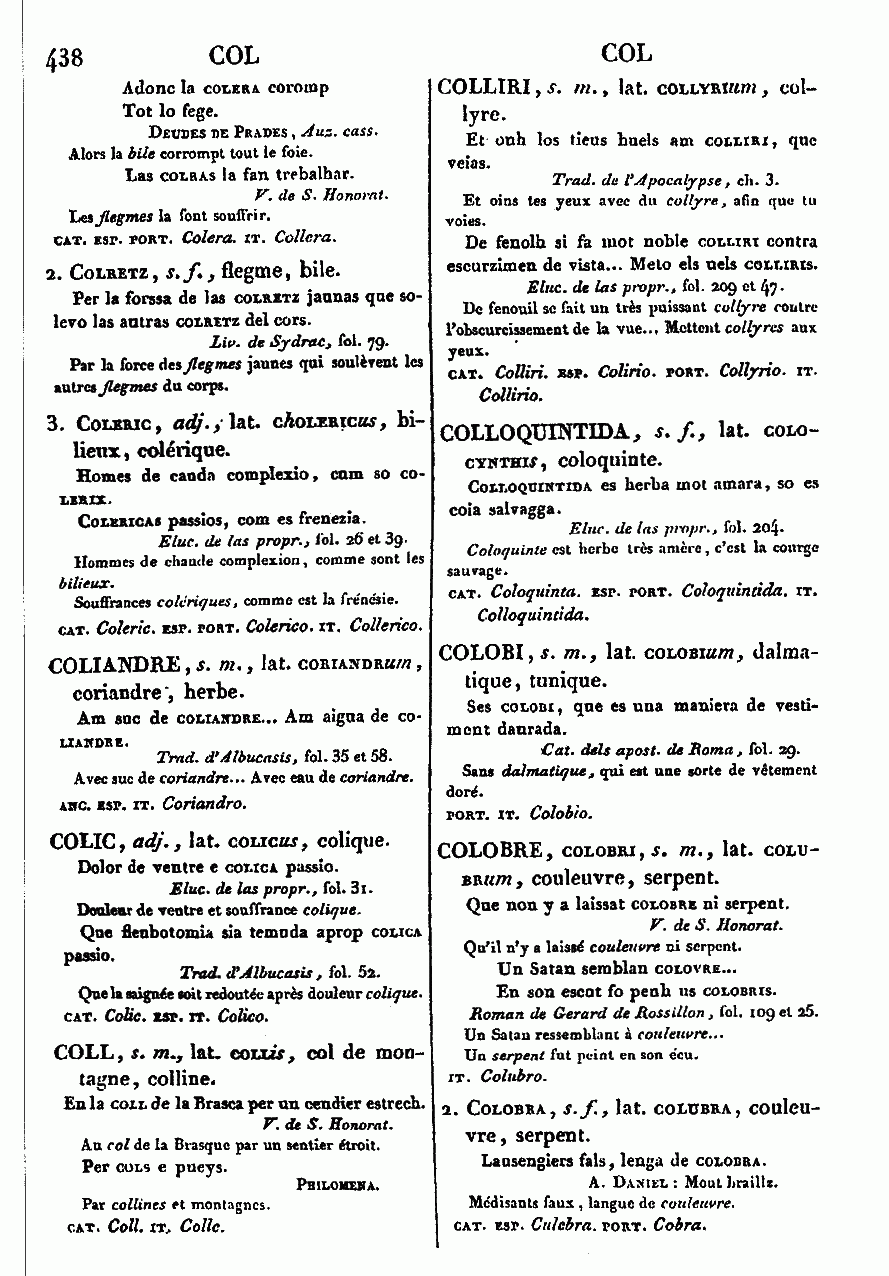 438 COL COL
Adonc la COLERA coromp
Tot lo fege.
DEUDES DE PRADES, Auz. cass.
Alors la bile corrompt tout le foie.
Las COLRAS la fan trebalhar.
V. de S. Honorat.
Les flegmes la font souffrir.
CAT. ESP. PORT. Colera. IT. Collera.
2. COLRETZ, s. f., flegme, bile.
Per la forssa de las COLRETZ jaunas que so-
levo las autras COLRETZ del cors.
Liv. de Sydrac, fol. 79.
Par la force des flegmes jaunes qui soulèvent les
autres flegmes du corps.
3. COLERIC, adj., lat. chOLERICus, bi-
lieux, colérique.
Homes de cauda complexio, cum so co-
LERIX.
COLERICAS passios, com es frenezia.
Eluc. de las propr., fol. 26 et 39.
Hommes de chaude complexion, comme sont les
bilieux.
Souffrances colériques, comme est la frénésie.
CAT. Coleric. ESP. PORT. Colerico. IT. Collerico.
COLIANDRE, s. m., lat. CORIANDRum,
coriandre, herbe.
Am suc de COLIANDRE... Am aigua de co-
LIANDRE.
Trad. d'Albucasis, fol. 35 et 58.
Avec suc de coriandre... Avec eau de coriandre.
ANC. ESP. IT. Coriandro.
COLIC, adj., lat. COLICus, colique.
Dolor de ventre e COLICA passio.
Eluc. de las propr., fol. 31.
Douleur de ventre et souffrance colique.
Que flenbotomia sia temuda aprop COLICA
passio.
Trad. d'Albucasis, fol. 52.
Que la saignée soit redoutée après douleur colique.
CAT. Colic. ESP. IT. Colico.
COLL, s. m., lat. COLLis, col de mon-
tagne, colline.
En la COLL de la Brasca per un cendier estrech.
V. de S. Honorat.
Au col de la Brasque par un sentier étroit.
Per COLS e pueys.
PHILOMENA.
Par collines et montagnes.
CAT. Coll. IT. Colle.
COLLIRI, s. m., lat. COLLYRIum, col-
lyre.
Et onh los tieus huels am COLLIRI, que
veias.
Trad. de l'Apocalypse, ch. 3.
Et oins tes yeux avec du collyre, afin que tu
voies.
De fenolh si fa mot noble COLLIRI contra
escurzimen de vista... Meto els uels COLLIRIS.
Eluc. de las propr., fol. 209 et 47.
De fenouil se fait un très puissant collyre contre
l'obscurcissement de la vue... Mettent collyres aux
yeux.
CAT. Colliri. ESP. Colirio. PORT. Collyrio. IT.
Collirio.
COLLOQUINTIDA, s. f., lat. COLO-
CYNTHIs, coloquinte.
COLLOQUINTIDA es herba mot amara, so es
coia salvagga.
Eluc. de las propr., fol. 204.
Coloquinte est herbe très amère, c'est la courge
sauvage.
CAT. Coloquinta. ESP. PORT. Coloquintida. IT.
Colloquintida.
COLOBI, s. m., lat. COLOBIum, dalma-
tique, tunique.
Ses COLOBI, que es una maniera de vesti-
ment daurada.
Cat. dels apost. de Roma, fol. 29.
Sans dalmatique, qui est une sorte de vêtement
doré.
PORT. IT. Colobio.
COLOBRE, COLOBRI, s. m., lat. COLU-
BRum, couleuvre, serpent.
Que non y a laissat COLOBRE ni serpent.
V. de S. Honorat.
Qu'il n'y a laissé couleuvre ni serpent.
Un Satan semblan COLOVRE...
En son escut fo penh us COLOBRIS.
Roman de Gerard de Rossillon, fol. 109 et 25.
Un Satan ressemblant à couleuvre...
Un serpent fut peint en son écu.
IT. Colubro.
2. COLOBRA, s. f., lat. COLUBRA, couleu-
vre, serpent.
Lausengiers fals, lenga de COLOBRA.
A. DANIEL : Mout braills.
Médisants faux, langue de couleuvre.
CAT. ESP. Culebra. PORT. Cobra.